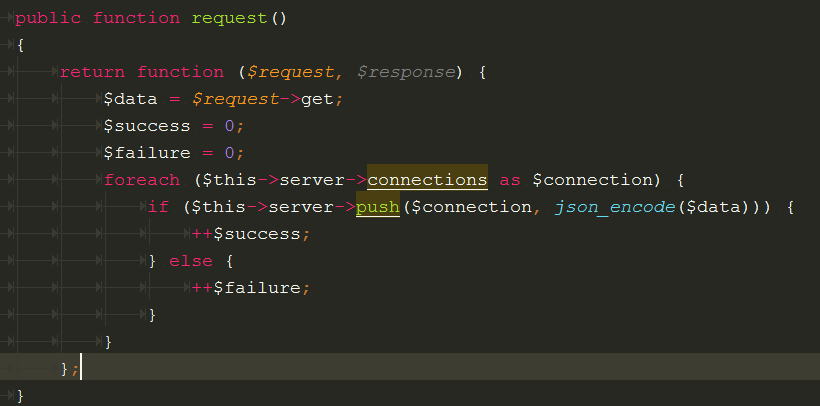 public function request()
{
return function ($request, $response) {
$data = $request->get;
$success = 0;
$failure = 0;
foreach ($this->server->connections as $connection) {
if ($this->server->push($connection, json_encode($data))) {
++$success;
} else {
++$failure;
}
}
};
}